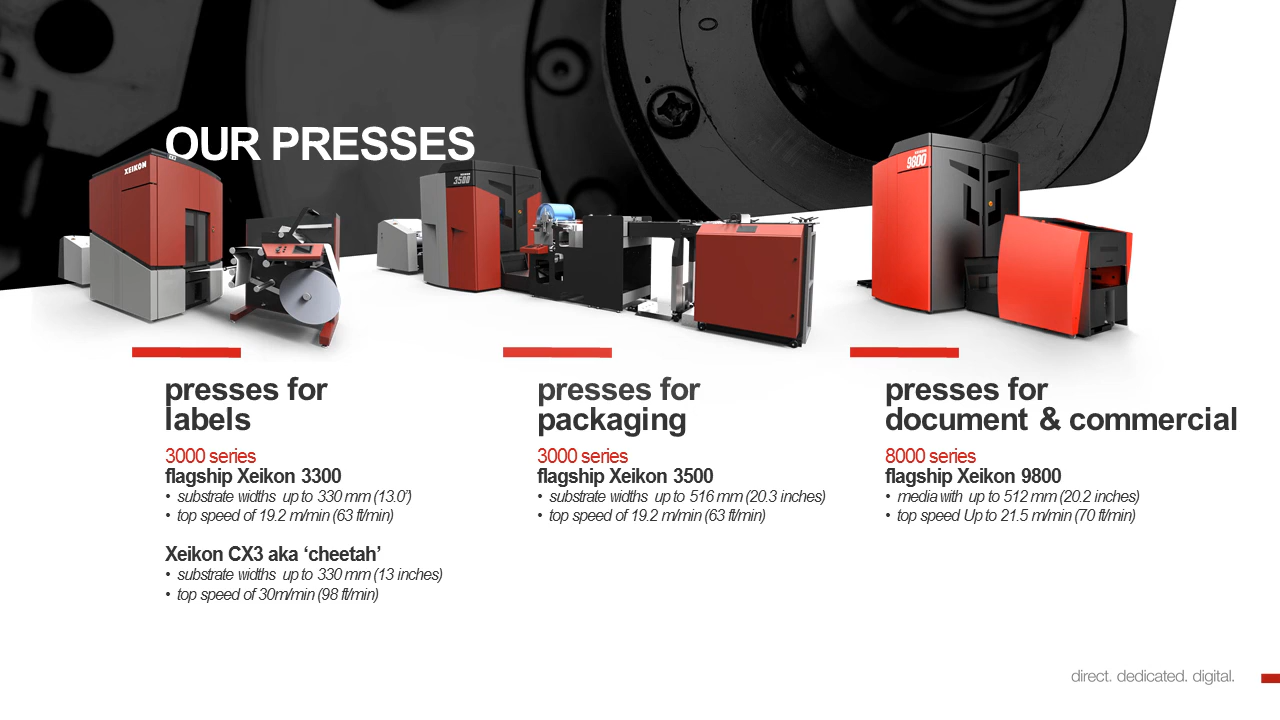 OUR PRESSES
XEIKON
3500
9800
presses for
labels
3000 series
flagship Xeikon 3300
• substrate widths up to 330 mm (13.0”)
• top speed of 19.2 m/min (63 ft/min)
Xeikon CX3 aka ‘cheetah’
• substrate widths up to 330 mm (13 inches)
• top speed of 30m/min (98 ft/min)
presses for
packaging
3000 series
flagship Xeikon 3500
• substrate widths up to 516 mm (20.3 inches)
• top speed of 19.2 m/min (63 ft/min)
presses for
document & commercial
8000 series
flagship Xeikon 9800
• media with up to 512 mm (20.2 inches)
• top speed Up to 21.5 m/min (70 ft/min)
direct. dedicated. digital.